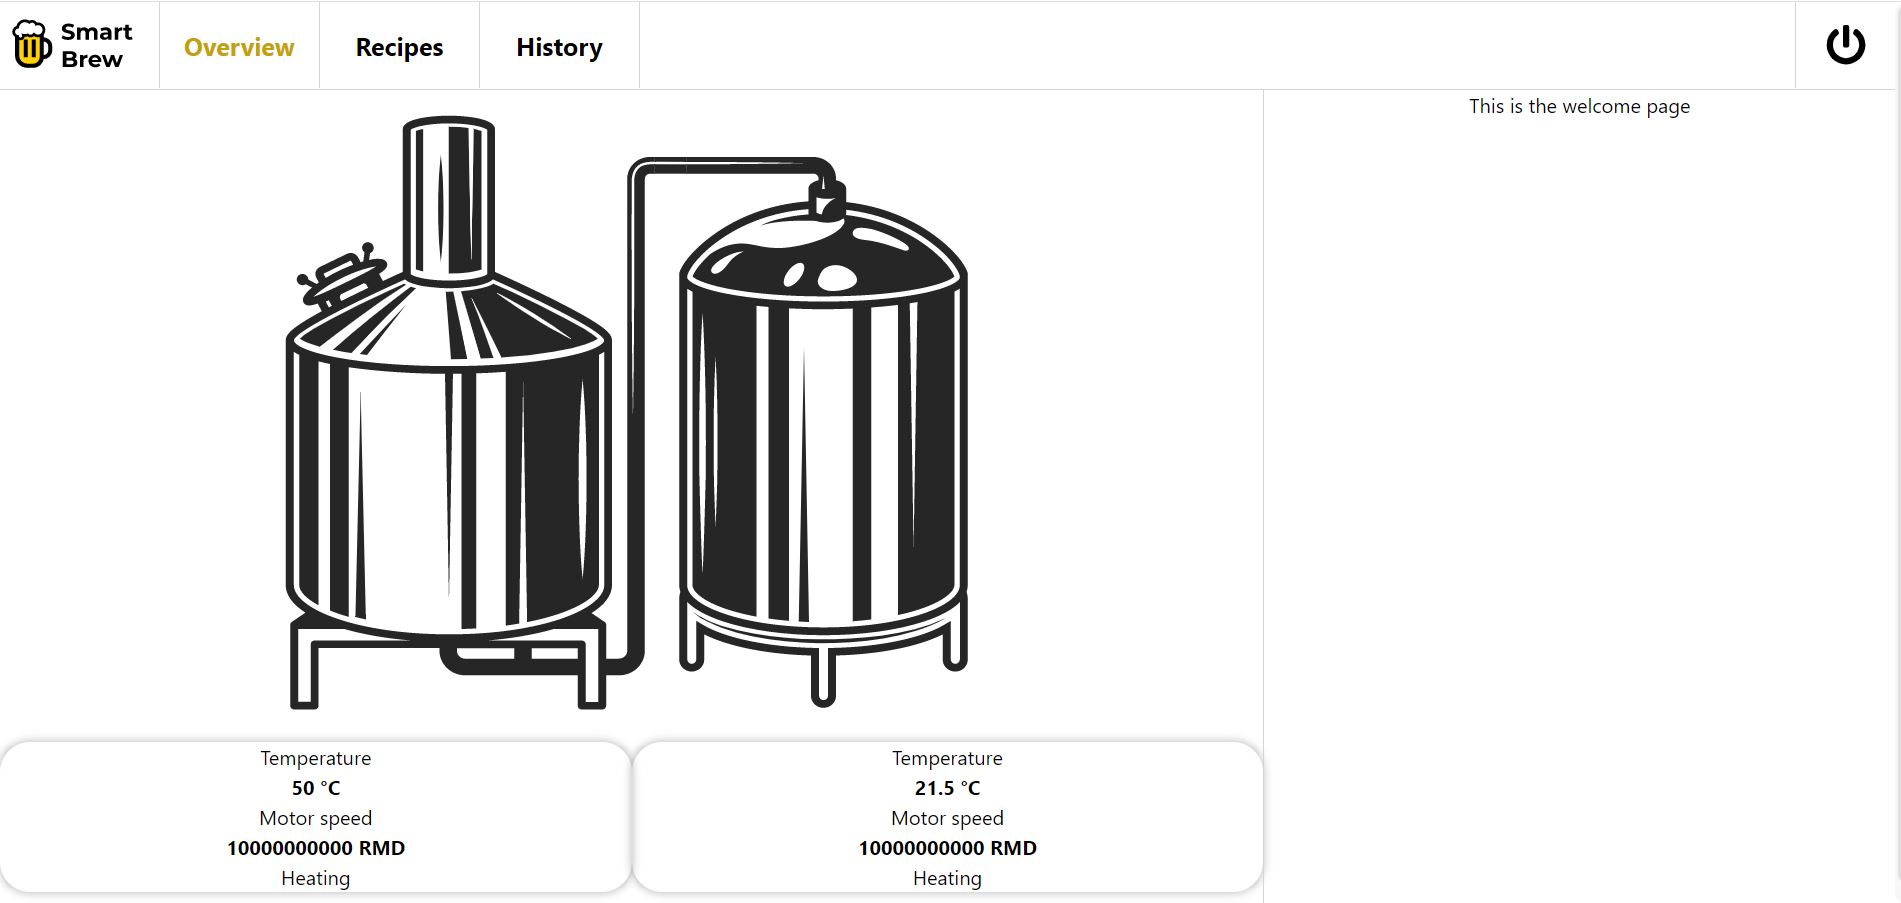 Smart
Brew
Overview
Recipes
History
This is the welcome page
Temperature
50 °C
Motor speed
10000000000 RMD
Heating
Temperature
21.5 °C
Motor speed
10000000000 RMD
Heating